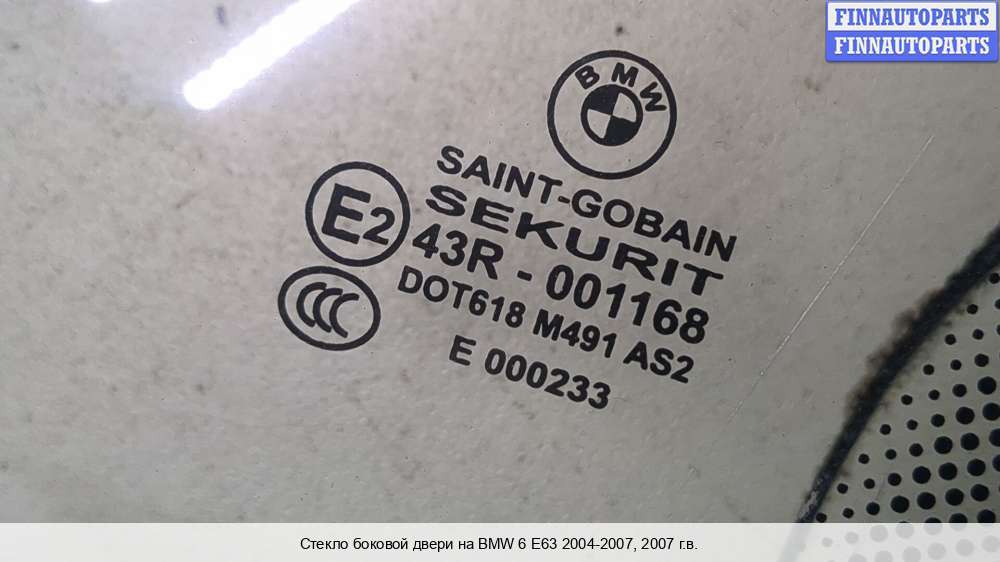 FINNAUTOPARTS
FINNAUTOPARTS
BMW
SAINT-GOBAIN
SEKURIT
E2
43R - 001168
CCC
DOT618 M491 AS2
E 000233
Стекло боковой двери на BMW 6 E63 2004-2007, 2007 г.в.